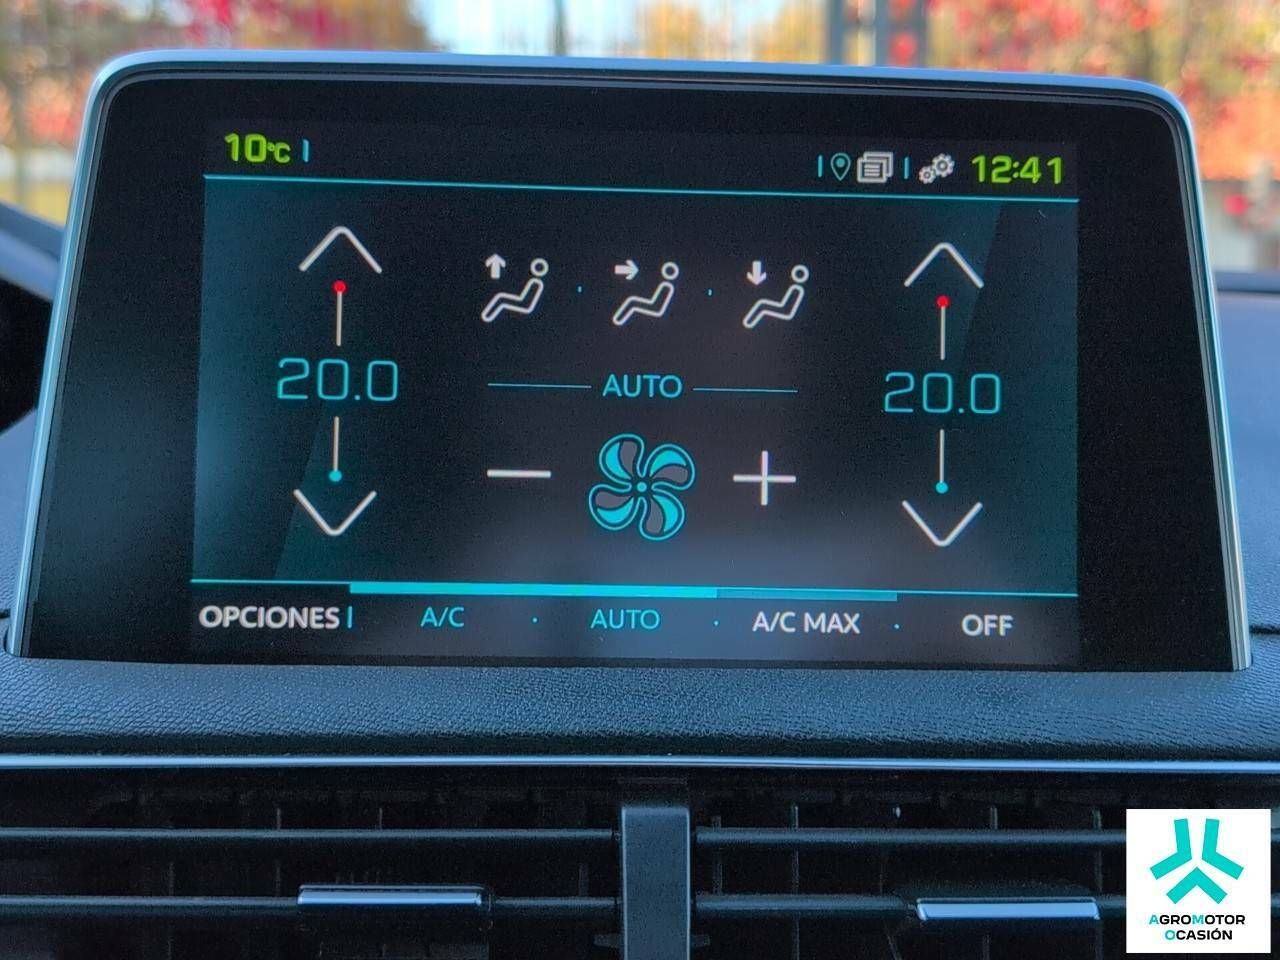 10°C
12:41
20.0
AUTO
20.0
OPCIONES
A/C
AUTO
A/C MAX
OFF
AGROMOTOR
OCASIÓN